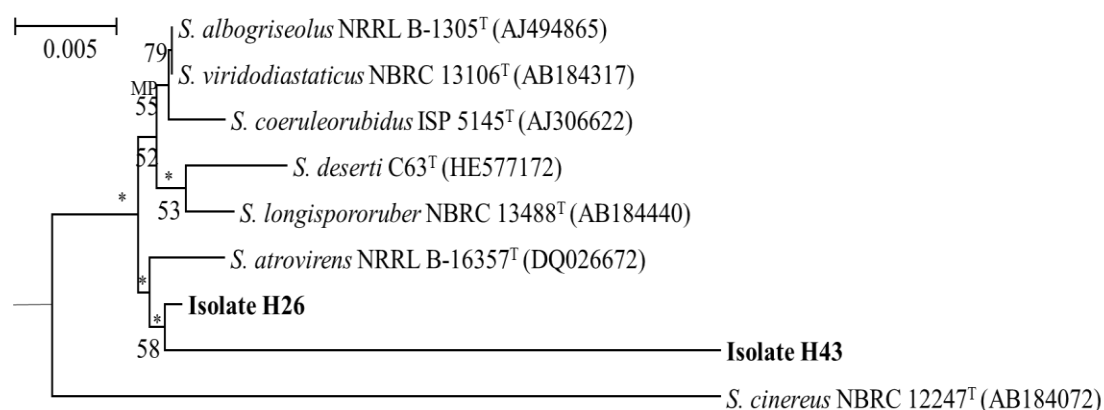 S. albogriseolus NRRL B-1305ᵀ (AJ494865)
0.005
79
S. viridodiastaticus NBRC 13106ᵀ (AB184317)
MP
55
S. coeruleorubidus ISP 5145ᵀ (AJ306622)
52
S. deserti C63ᵀ (HE577172)
*
*
53
S. longispororuber NBRC 13488ᵀ (AB184440)
S. atrovirens NRRL B-16357ᵀ (DQ026672)
*
Isolate H26
*
58
Isolate H43
S. cinereus NBRC 12247ᵀ (AB184072)